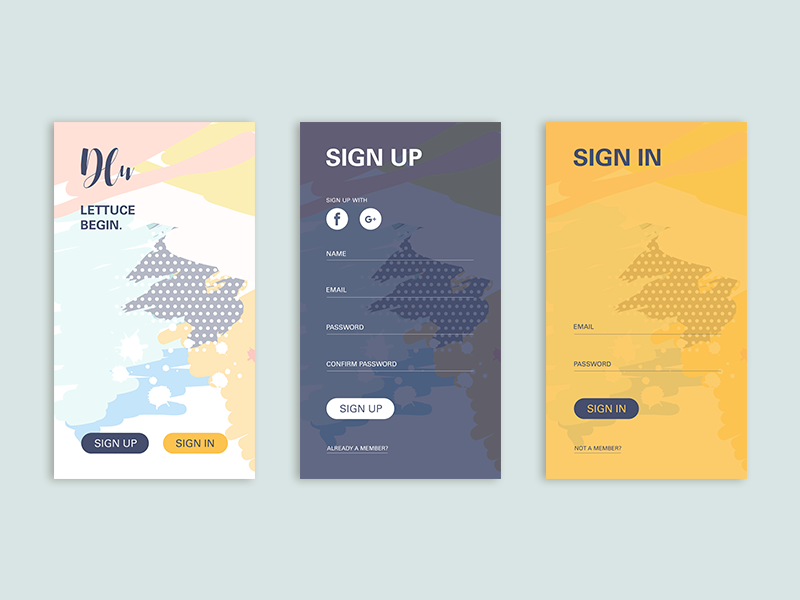 LETTUCE
BEGIN.
SIGN UP
SIGN IN
SIGN UP
SIGN UP WITH
f
G+
NAME
EMAIL
PASSWORD
CONFIRM PASSWORD
SIGN UP
ALREADY A MEMBER?
SIGN IN
EMAIL
PASSWORD
SIGN IN
NOT A MEMBER?